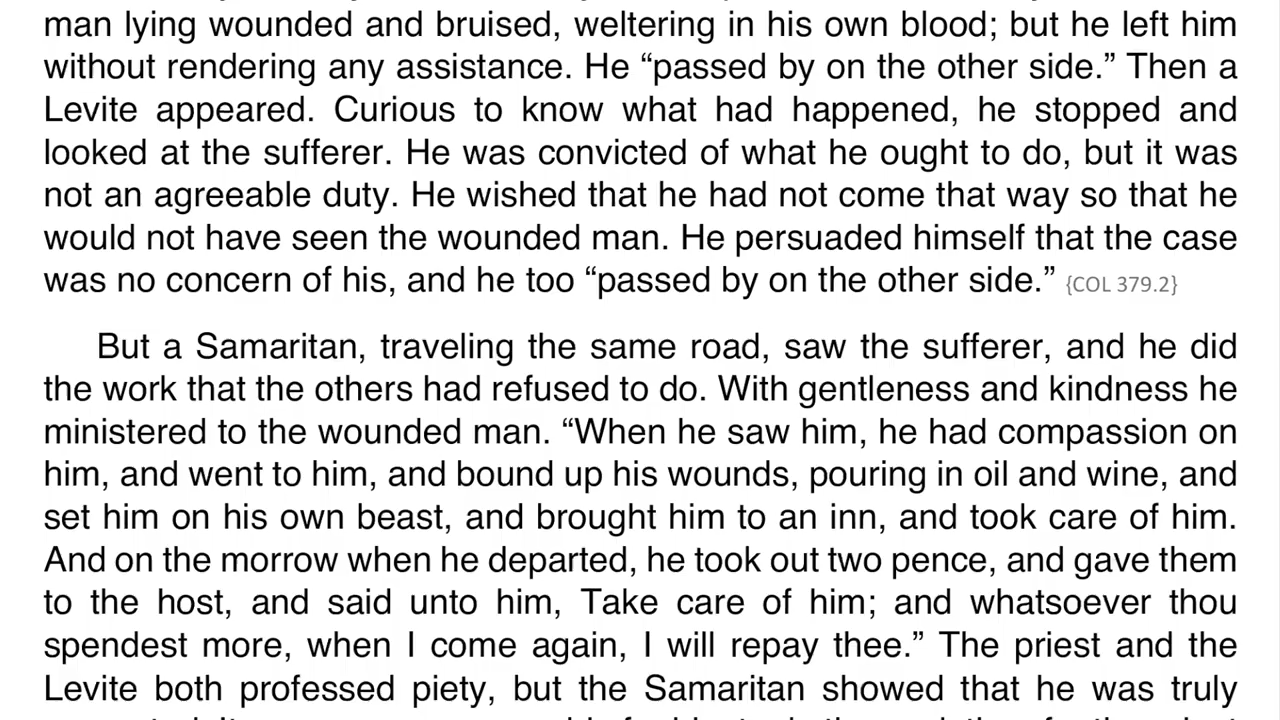 man lying wounded and bruised, weltering in his own blood; but he left him
without rendering any assistance. He “passed by on the other side.” Then a
Levite appeared. Curious to know what had happened, he stopped and
looked at the sufferer. He was convicted of what he ought to do, but it was
not an agreeable duty. He wished that he had not come that way so that he
would not have seen the wounded man. He persuaded himself that the case
was no concern of his, and he too “passed by on the other side.” {COL 379.2}
But a Samaritan, traveling the same road, saw the sufferer, and he did
the work that the others had refused to do. With gentleness and kindness he
ministered to the wounded man. “When he saw him, he had compassion on
him, and went to him, and bound up his wounds, pouring in oil and wine, and
set him on his own beast, and brought him to an inn, and took care of him.
And on the morrow when he departed, he took out two pence, and gave them
to the host, and said unto him, Take care of him; and whatsoever thou
spendest more, when I come again, I will repay thee.” The priest and the
Levite both professed piety, but the Samaritan showed that he was truly